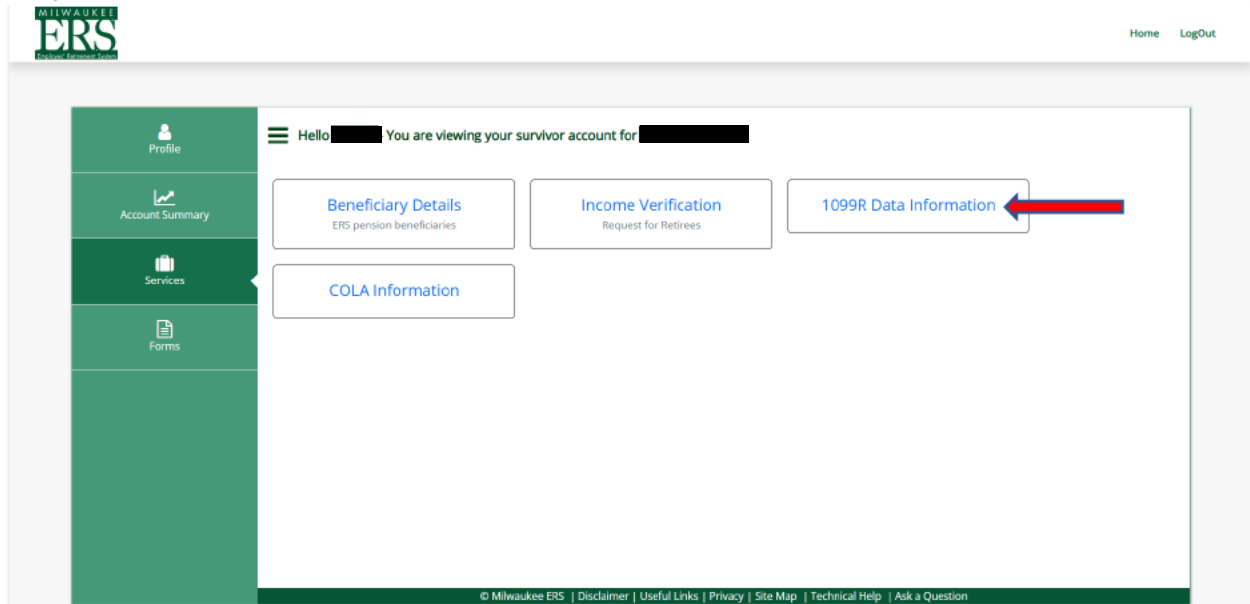 MILWAUKEE
ERS
Employes' Retirement System
Home LogOut
Profile
Hello You are viewing your survivor account for
Account Summary
Beneficiary Details
ERS pension beneficiaries
Income Verification
Request for Retirees
1099R Data Information
Services
COLA Information
Forms
© Milwaukee ERS | Disclaimer | Useful Links | Privacy | Site Map | Technical Help | Ask a Question